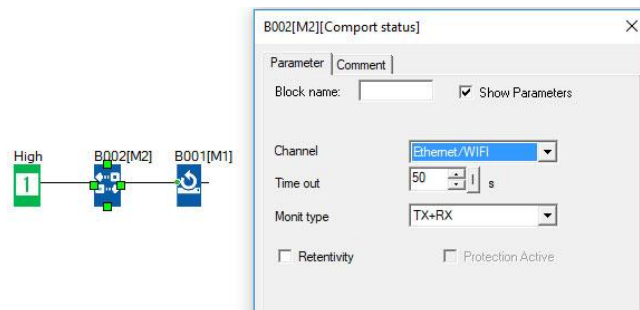 B002[M2][Comport status]
Parameter
Comment
Block name:
Show Parameters
High
B002[M2]
B001[M1]
1
Channel
Ethernet/WIFI
Time out
50
s
Monit type
TX+RX
Retentivity
Protection Active